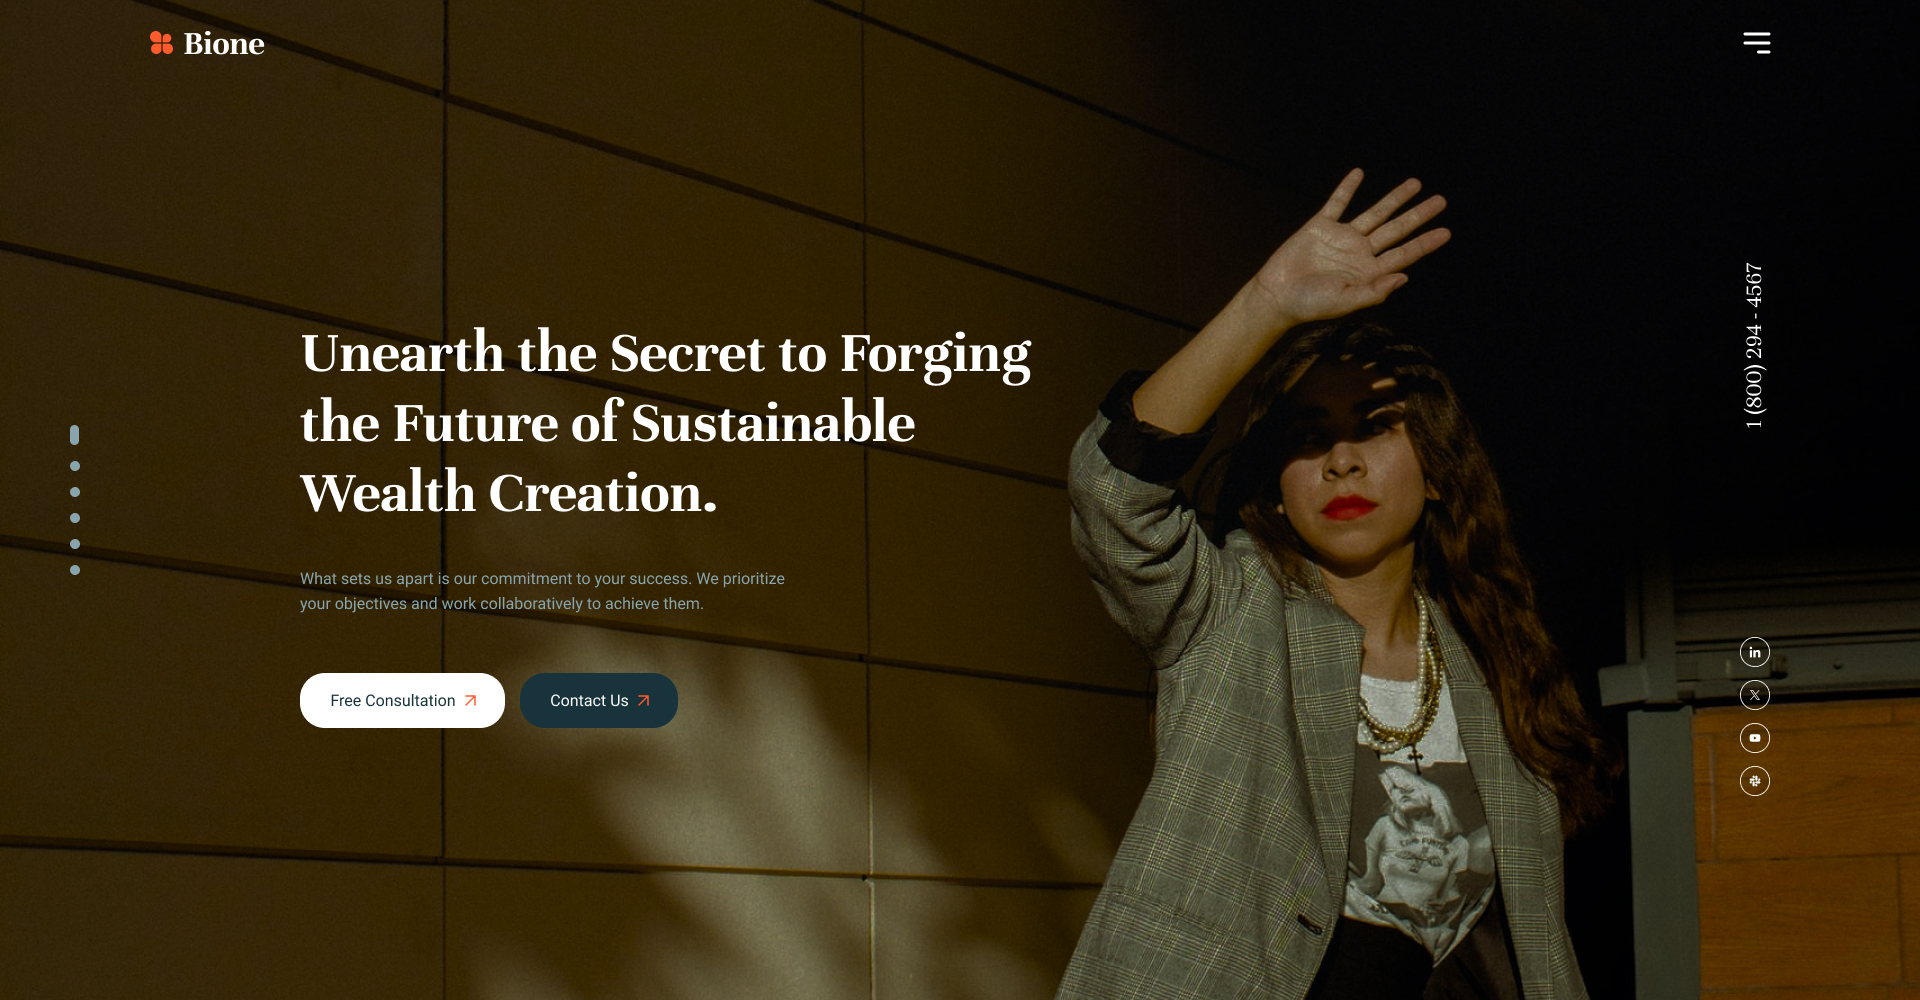 Bione
Unearth the Secret to Forging
the Future of Sustainable
Wealth Creation.
What sets us apart is our commitment to your success. We prioritize
your objectives and work collaboratively to achieve them.
Free Consultation
Contact Us
1 (800) 294 - 4567
in
X